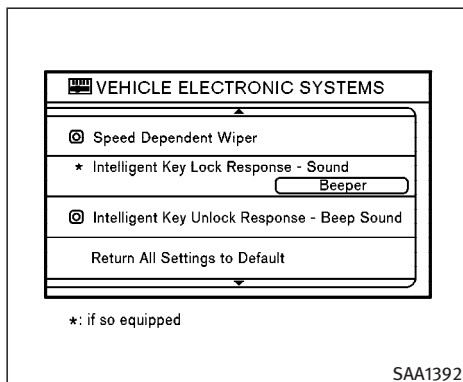 VEHICLE ELECTRONIC SYSTEMS
Speed Dependent Wiper
* Intelligent Key Lock Response - Sound
Beeper
Intelligent Key Unlock Response - Beep Sound
Return All Settings to Default
*: if so equipped
SAA1392